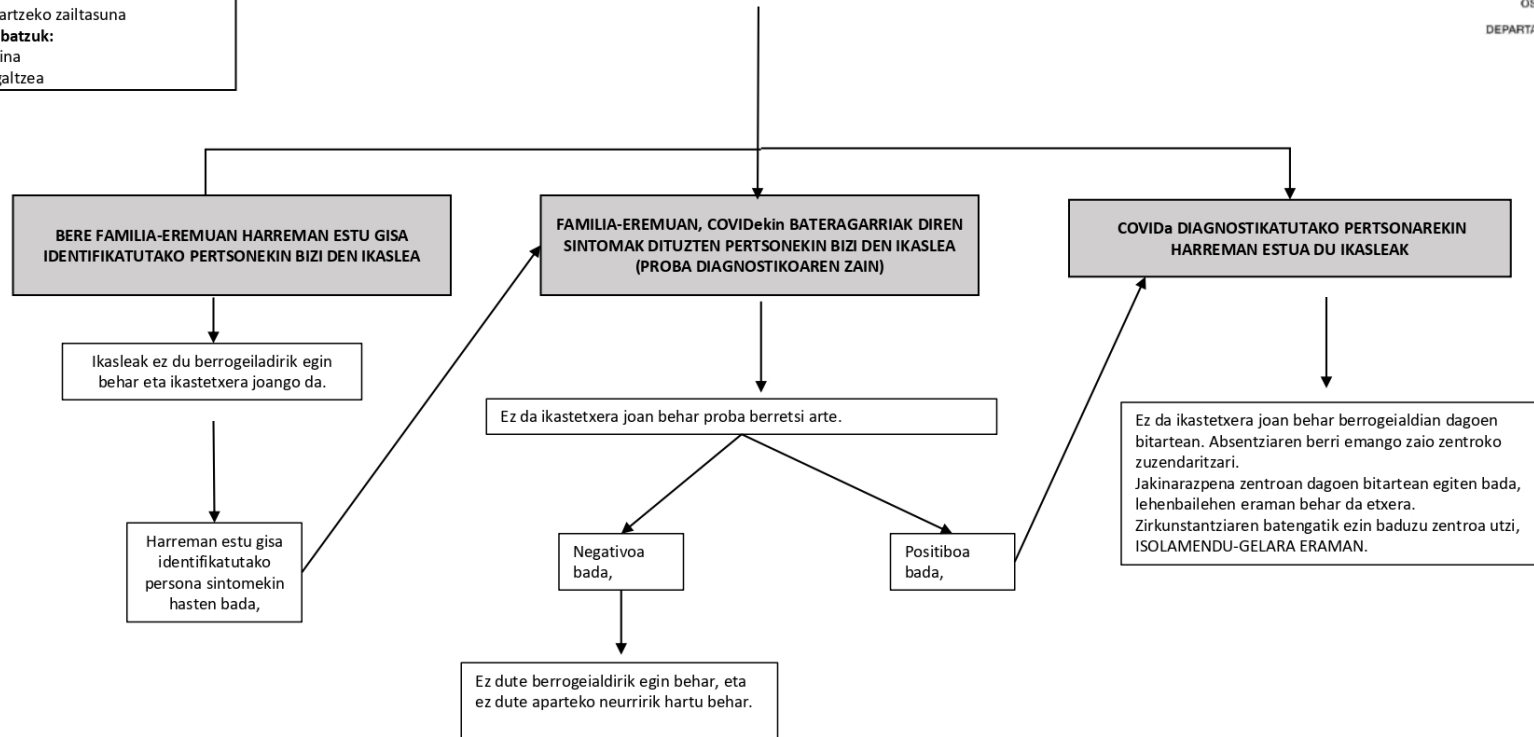 zailtasuna
batzuk:
BERE FAMILIA-EREMUAN HARREMAN ESTU GISA
IDENTIFIKATUTAKO PERTSONEKIN BIZI DEN IKASLEA
Ikasleak ez du berrogeiladirik egin
behar eta ikastetxera joango da.
Harreman estu gisa
identifikatutako
persona sintomekin
hasten bada,
FAMILIA-EREMUAN, COVIDekin BATERAGARRIAK DIREN
SINTOMAK DITUZTEN PERTSONEKIN BIZI DEN IKASLEA
(PROBA DIAGNOSTIKOAREN ZAIN)
Ez da ikastetxera joan behar proba berretsi arte.
Negativoa
bada,
Positiboa
bada,
Ez dute berrogeialdirik egin behar, eta
ez dute aparteko neurririk hartu behar.
COVIDa DIAGNOSTIKATUTAKO PERTSONAREKIN
HARREMAN ESTUA DU IKASLEAK
Ez da ikastetxera joan behar berrogeialdian dagoen
bitartean. Absentziaren berri emango zaio zentroko
zuzendaritzari.
Jakinarazpena zentroan dagoen bitartean egiten bada,
lehenbailehen eraman behar da etxera.
Zirkunstantziaren batengatik ezin baduzu zentroa utzi,
ISOLAMENDU-GELARA ERAMAN.